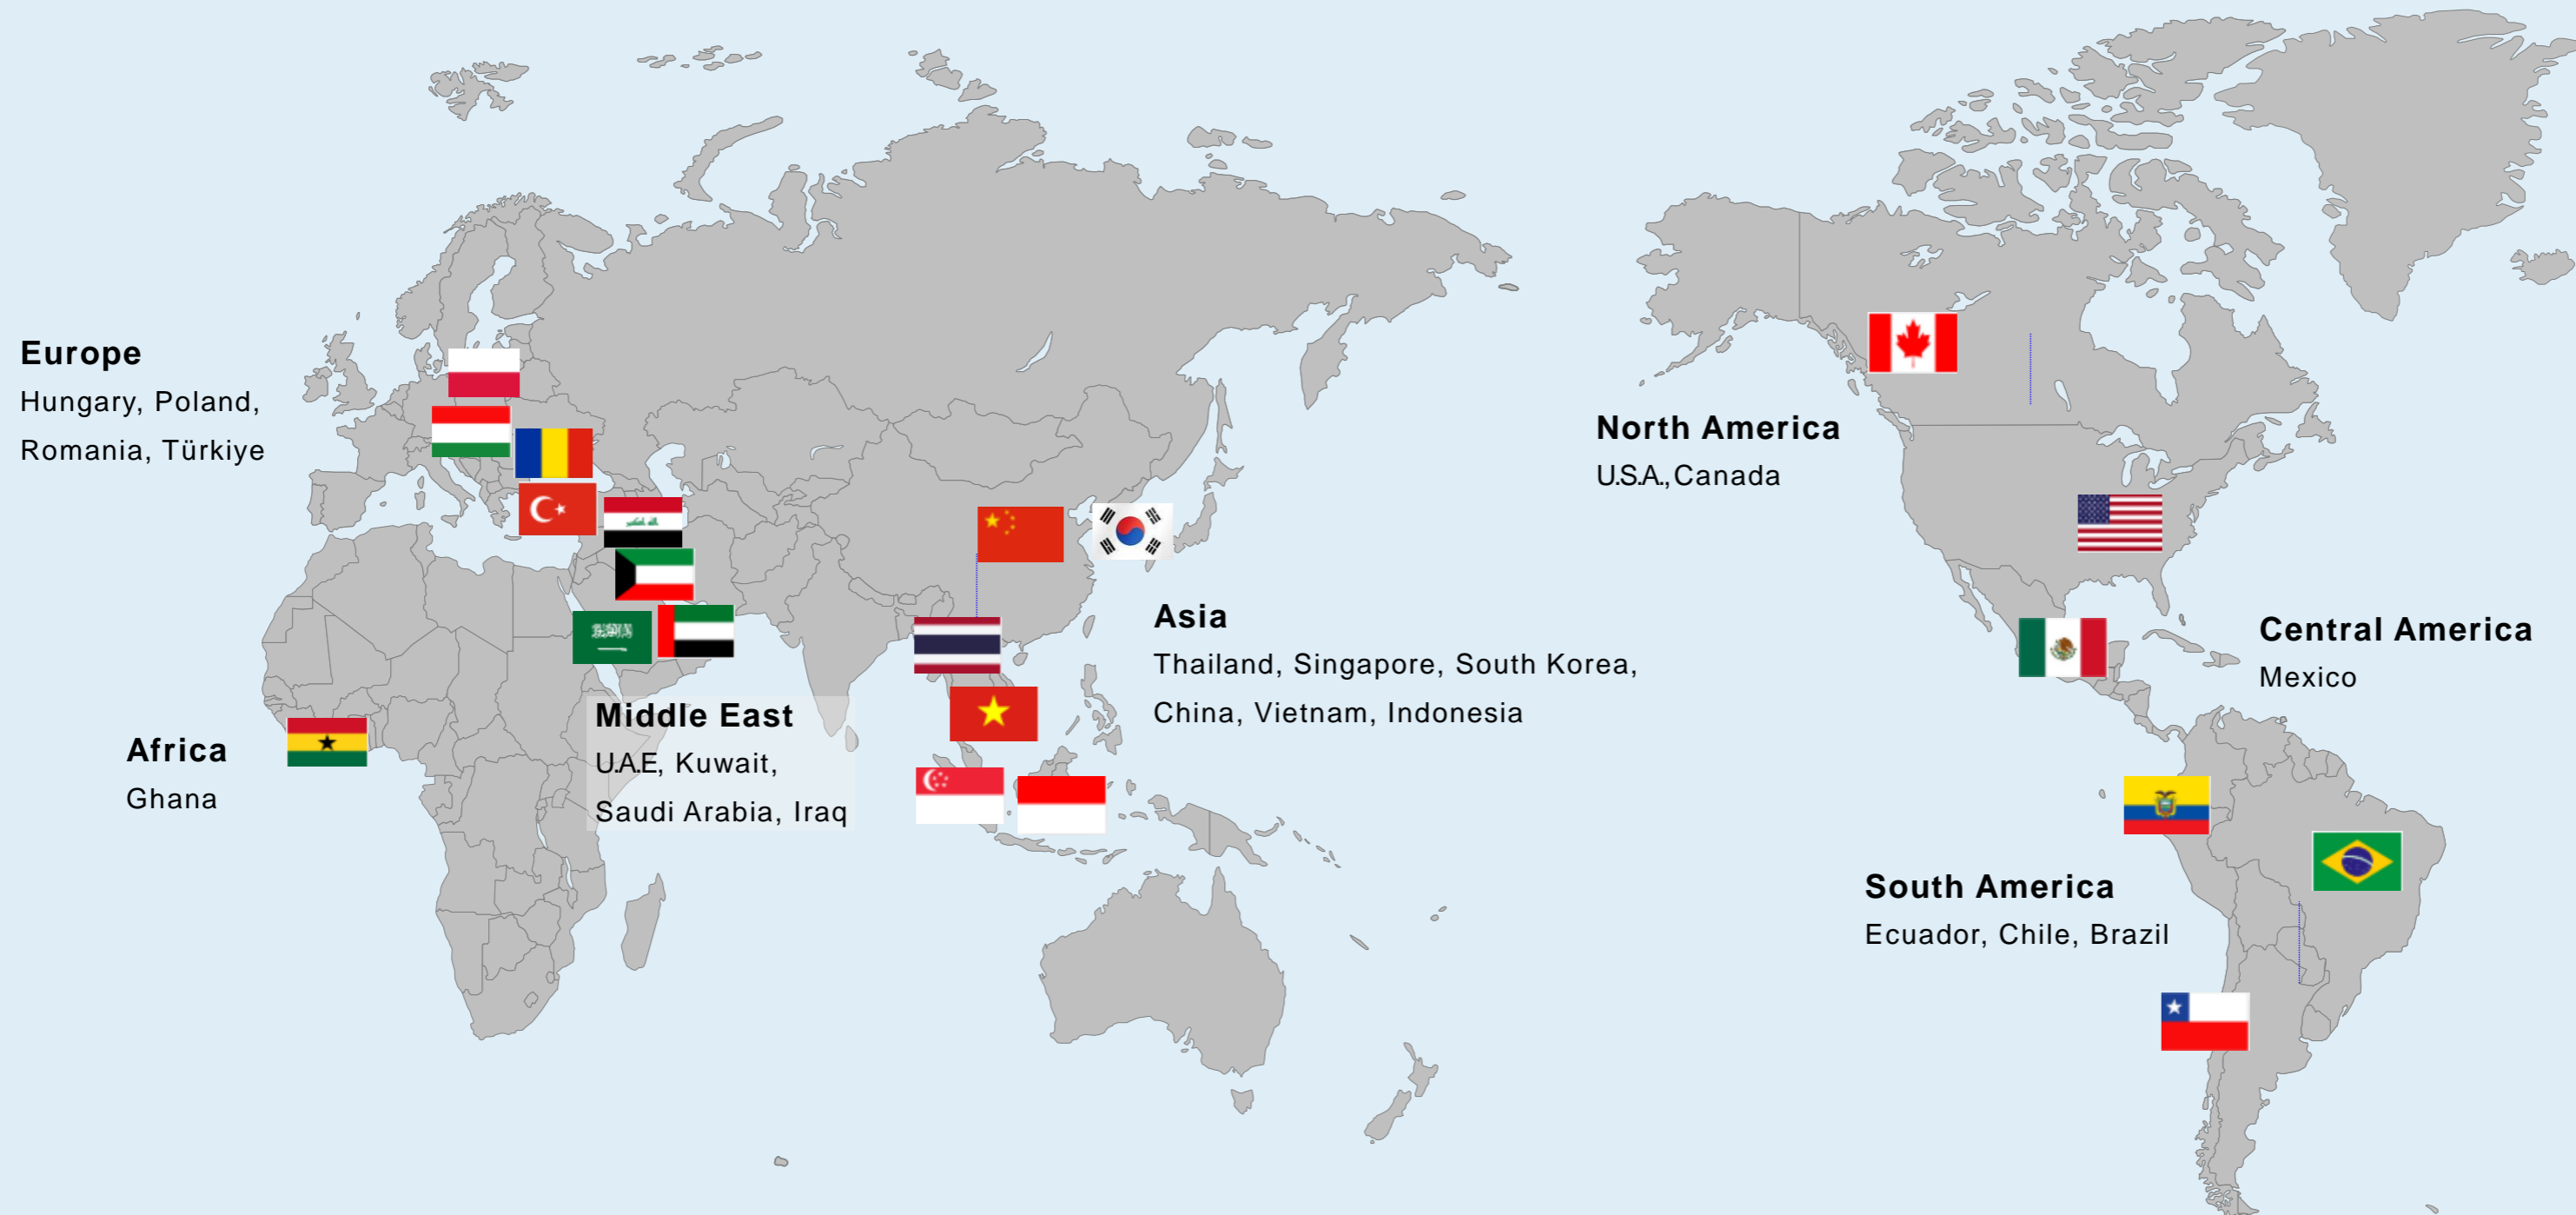 Europe
Hungary, Poland,
Romania, Türkiye
Africa
Ghana
Middle East
U.A.E, Kuwait,
Saudi Arabia, Iraq
Asia
Thailand, Singapore, South Korea,
China, Vietnam, Indonesia
North America
U.S.A.,Canada
Central America
Mexico
South America
Ecuador, Chile, Brazil